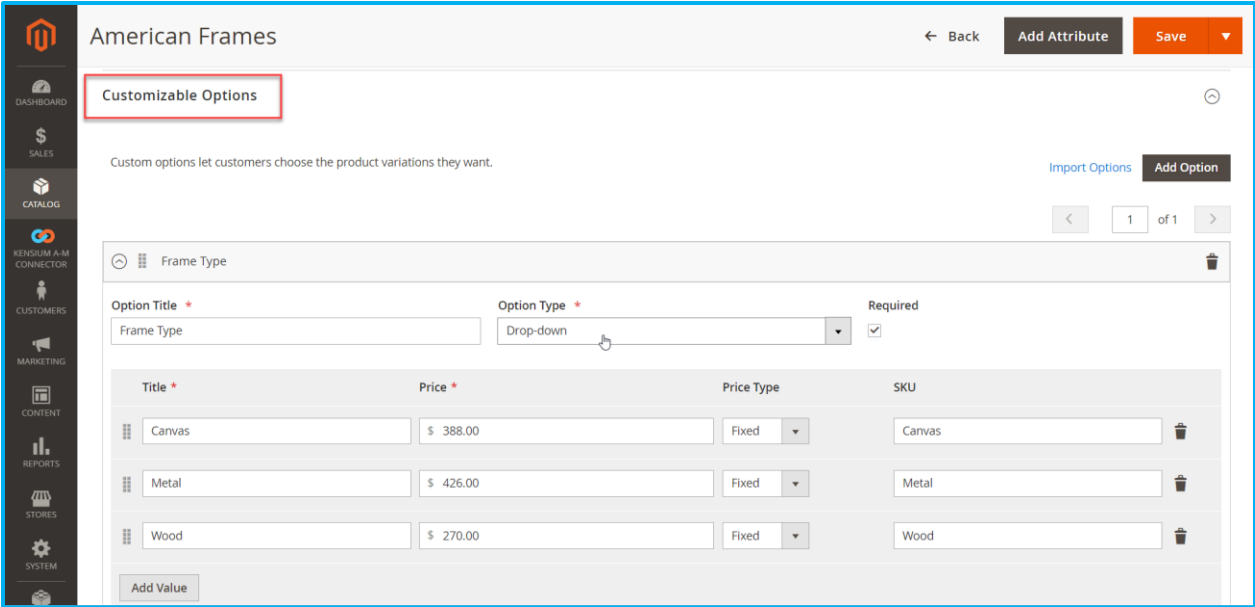 American Frames
← Back
Add Attribute
Save
DASHBOARD
SALES
CATALOG
KENSIUM A-M
CONNECTOR
CUSTOMERS
MARKETING
CONTENT
REPORTS
STORES
SYSTEM
Customizable Options
Custom options let customers choose the product variations they want.
Import Options
Add Option
1 of 1
Frame Type
Option Title * Option Type * Required
Frame Type Drop-down
Title * Price * Price Type SKU
Canvas $ 388.00 Fixed Canvas
Metal $ 426.00 Fixed Metal
Wood $ 270.00 Fixed Wood
Add Value